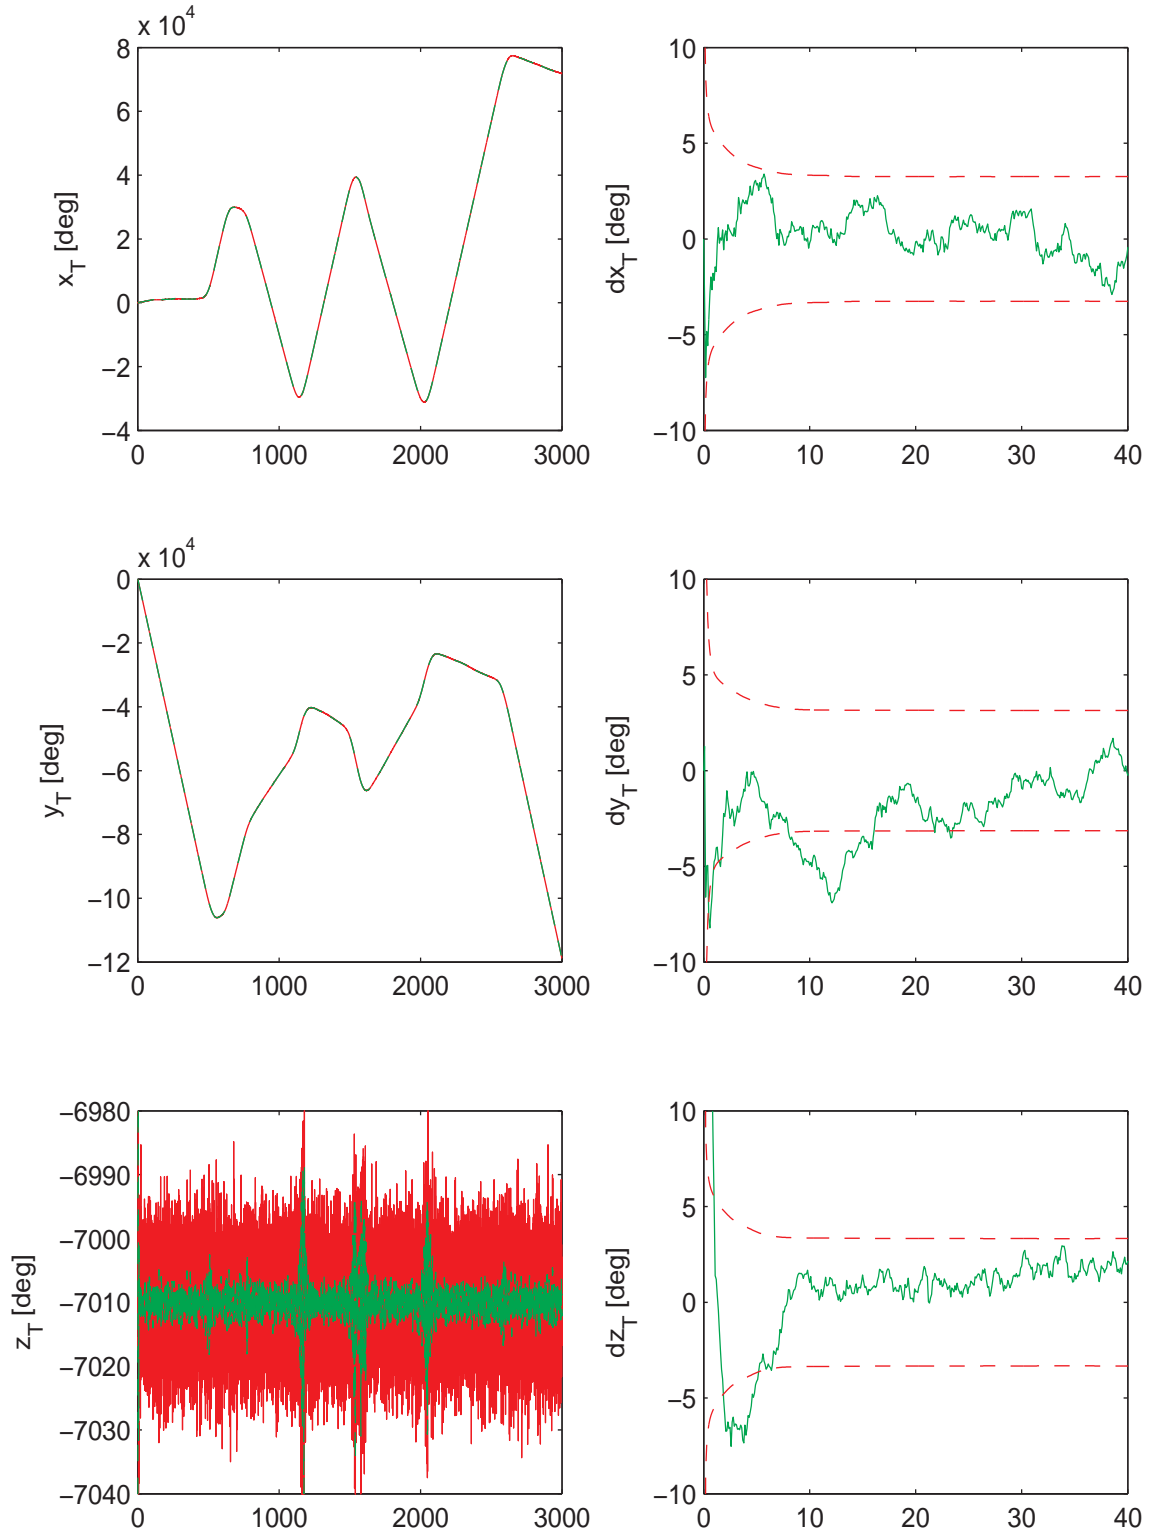 x 10^4
8
6
4
2
0
−2
−4
x_T [deg]
0 1000 2000 3000
10
5
0
−5
−10
dx_T [deg]
0 10 20 30 40
x 10^4
0
−2
−4
−6
−8
−10
−12
y_T [deg]
0 1000 2000 3000
10
5
0
−5
−10
dy_T [deg]
0 10 20 30 40
−6980
−6990
−7000
−7010
−7020
−7030
−7040
z_T [deg]
0 1000 2000 3000
10
5
0
−5
−10
dz_T [deg]
0 10 20 30 40